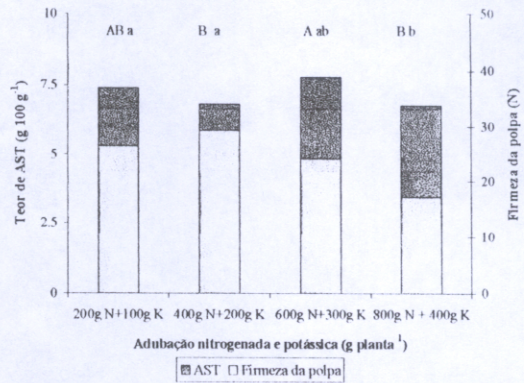 10
7.5
5
2.5
0
Teor de AST (g 100 g⁻¹)
AB a
B a
A ab
B b
50
40
30
20
10
00
Firmeza da polpa (N)
200g N+100g K
400g N+200g K
600g N+300g K
800g N + 400g K
Adubação nitrogenada e potássica (g planta ¹)
AST
Firmeza da polpa